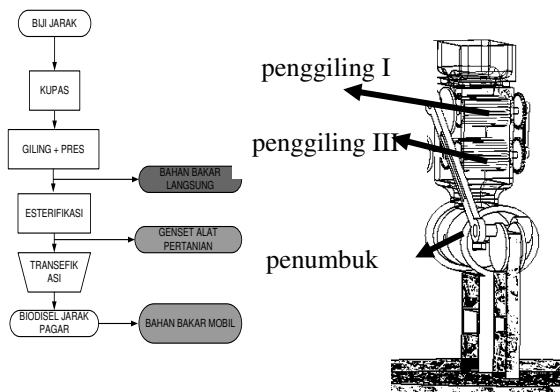 BIJI JARAK
KUPAS
GILING + PRES
BAHAN BAKAR
LANGSUNG
ESTERIFIKASI
GENSET ALAT
PERTANIAN
TRANSEFIK
ASI
BIODISEL JARAK
PAGAR
BAHAN BAKAR MOBIL
penggiling I
penggiling III
penumbuk